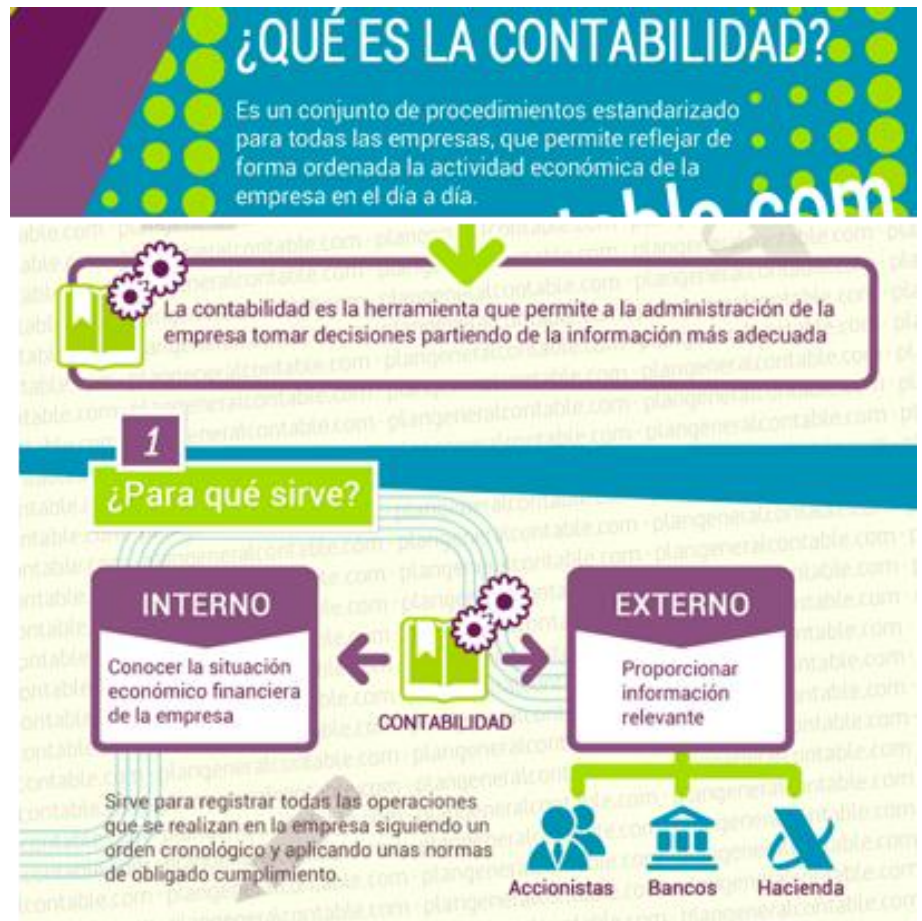 ¿QUÉ ES LA CONTABILIDAD?
Es un conjunto de procedimientos estandarizado
para todas las empresas, que permite reflejar de
forma ordenada la actividad económica de la
empresa en el día a día.
La contabilidad es la herramienta que permite a la administración de la
empresa tomar decisiones partiendo de la información más adecuada
1
¿Para qué sirve?
INTERNO
Conocer la situación
económico financiera
de la empresa
CONTABILIDAD
EXTERNO
Proporcionar
información
relevante
Sirve para registrar todas las operaciones
que se realizan en la empresa siguiendo un
orden cronológico y aplicando unas normas
de obligado cumplimiento.
Accionistas
Bancos
Hacienda